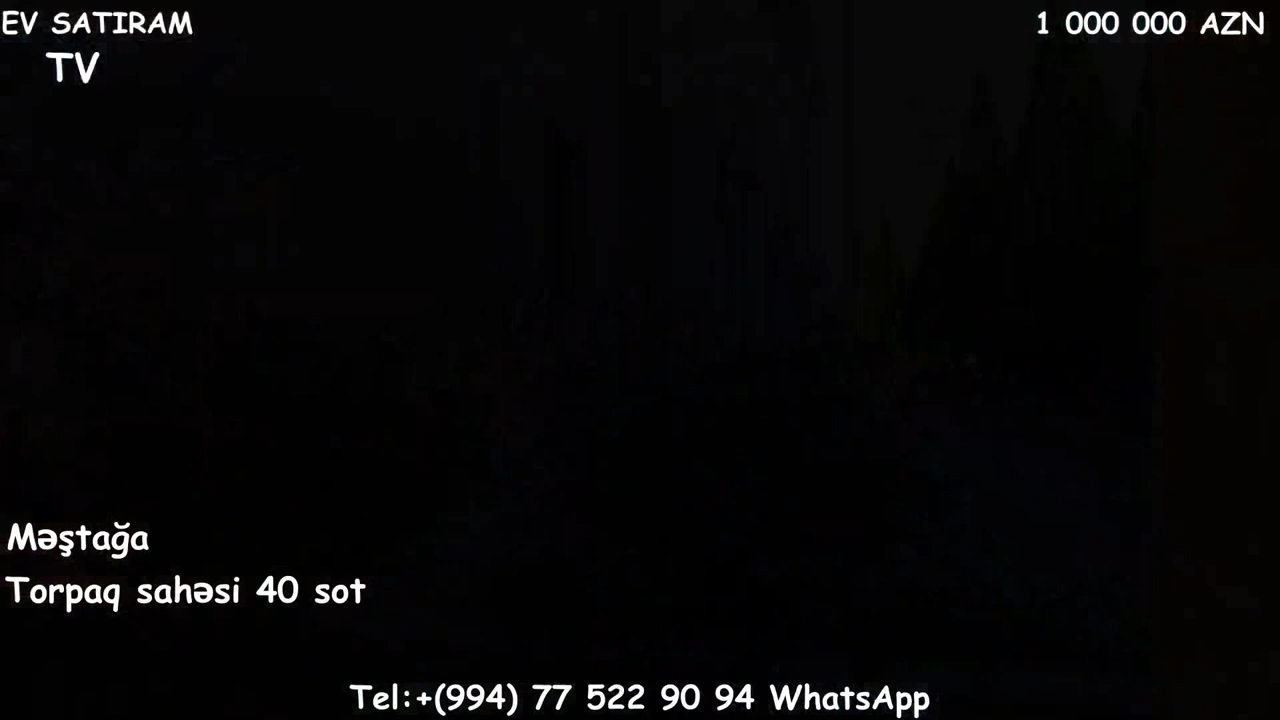 EV SATIRAM
TV
1 000 000 AZN
Məştağa
Torpaq sahəsi 40 sot
Tel:+(994) 77 522 90 94 WhatsApp